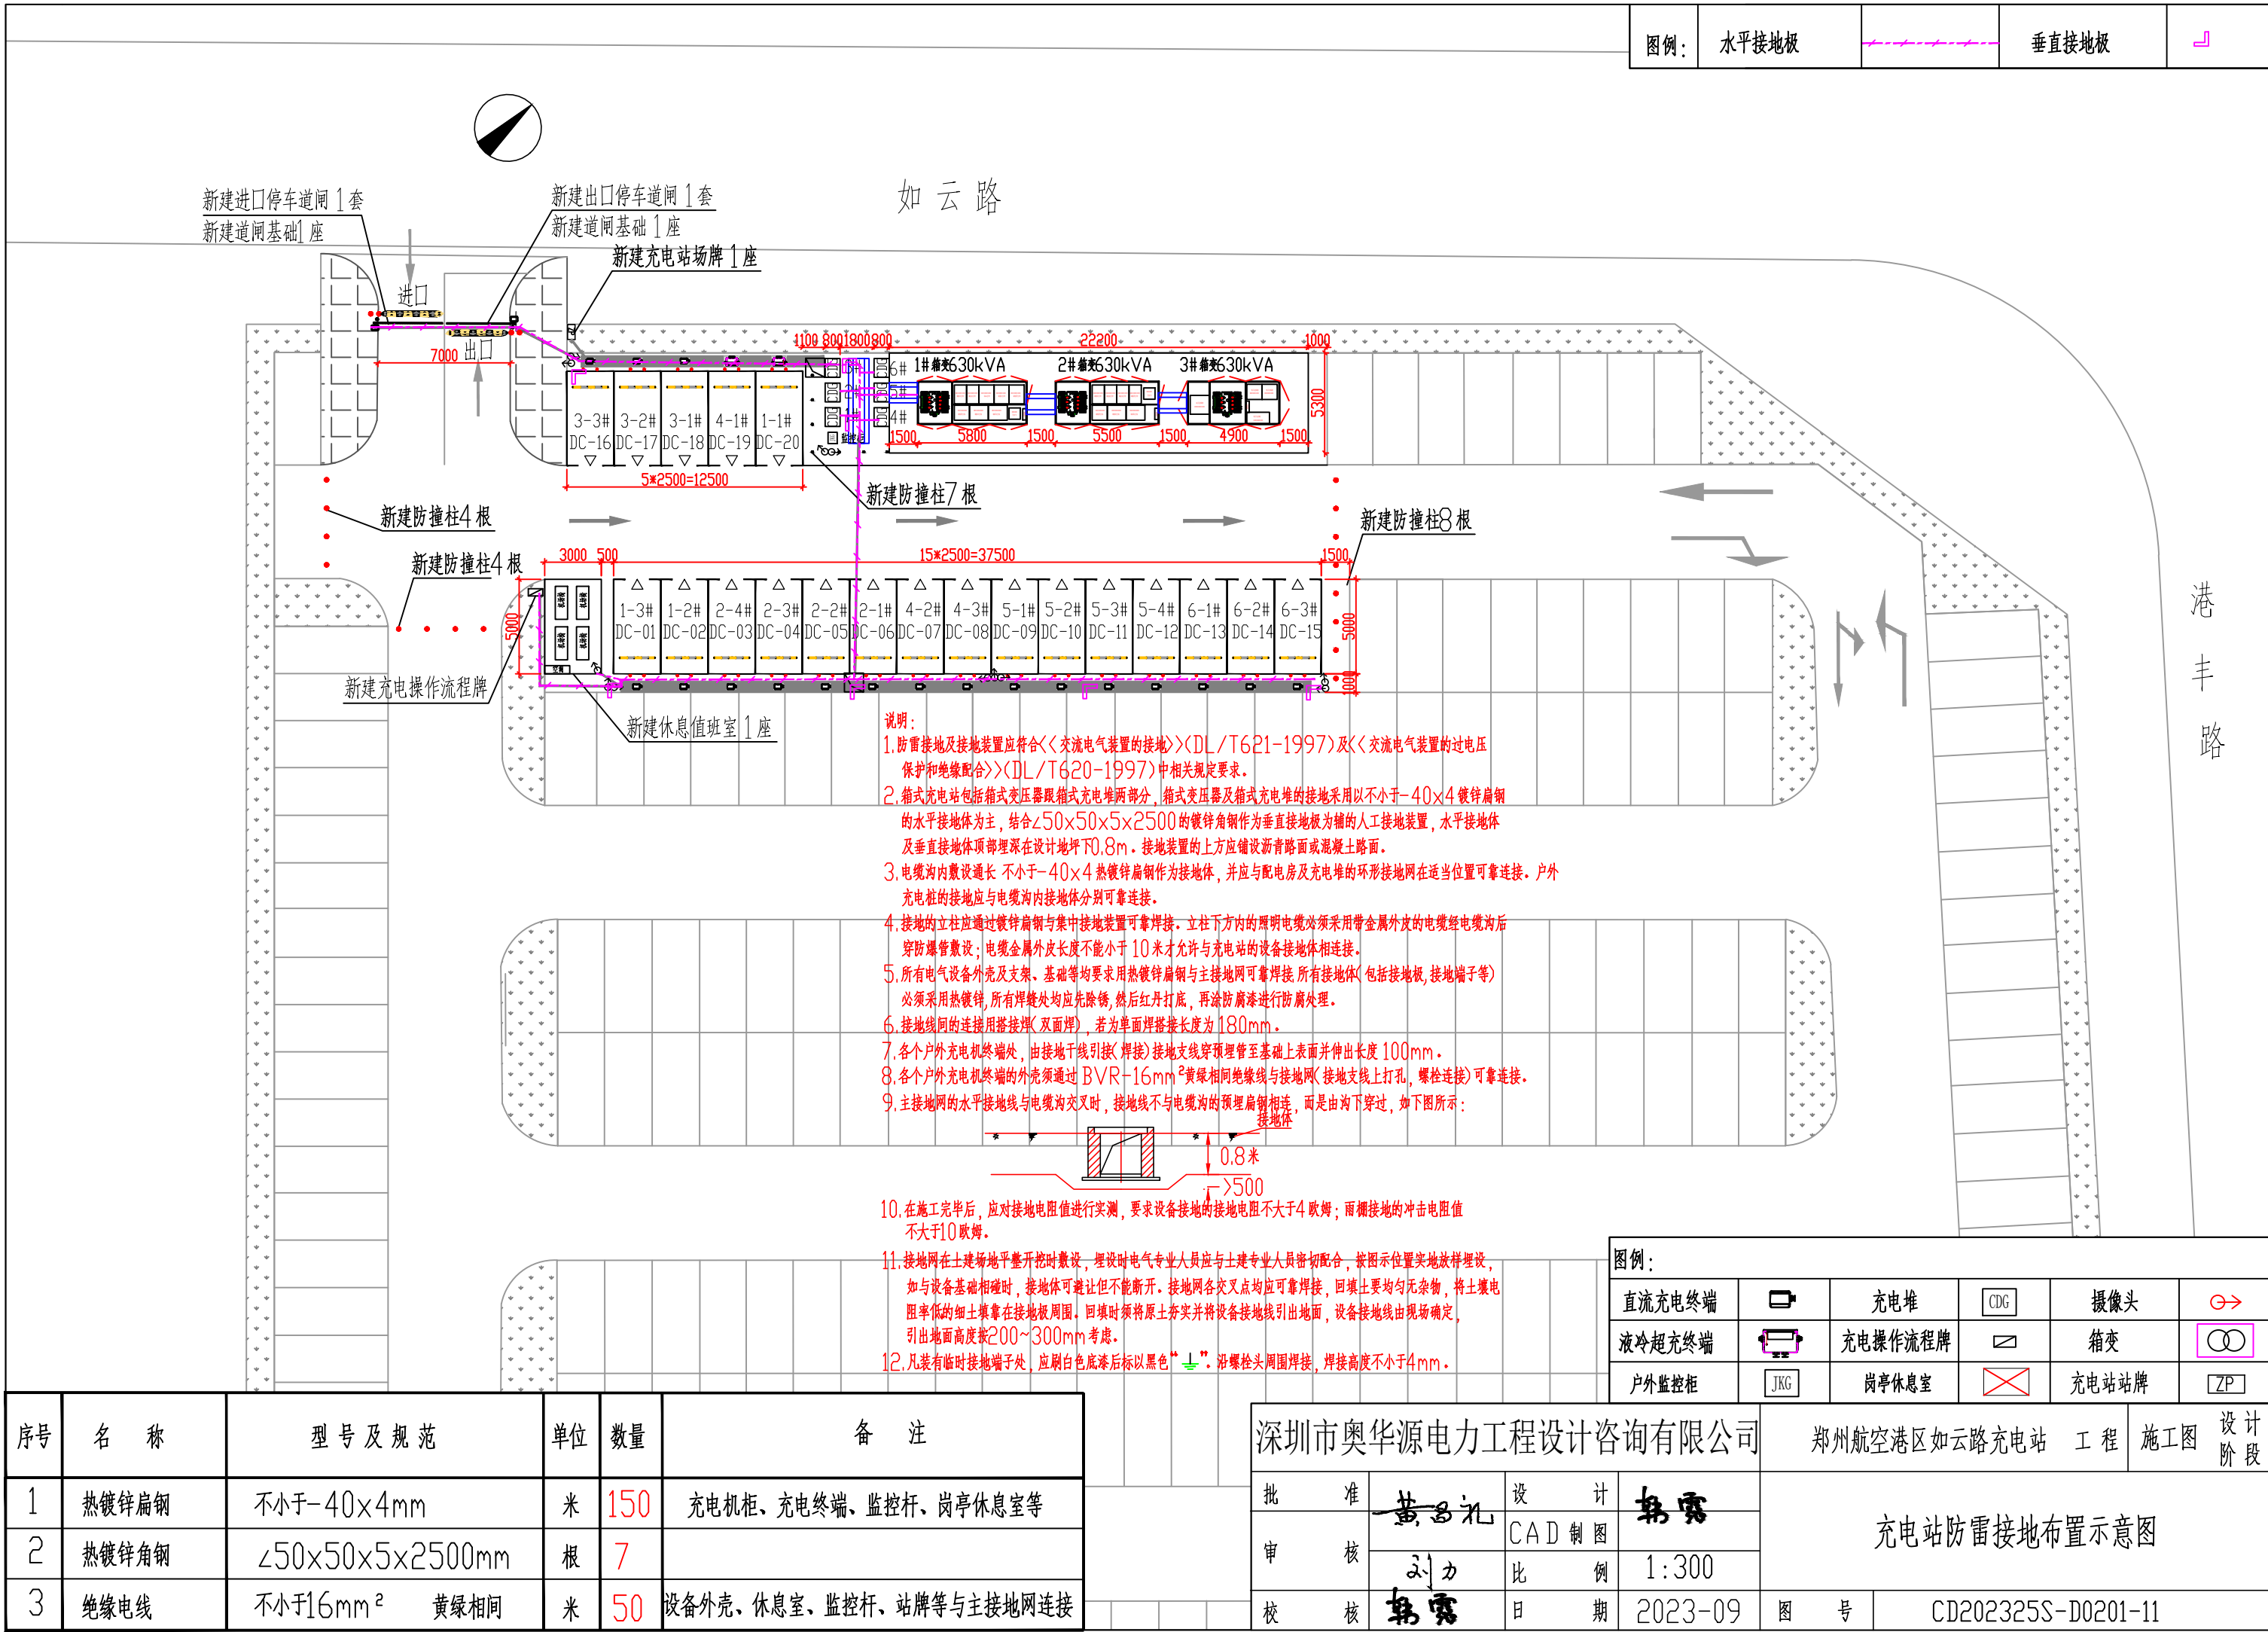 图例: 水平接地极 垂直接地极
如云路
新建进口停车道闸 1套
新建道闸基础1座
新建出口停车道闸 1套
新建道闸基础 1座
新建充电站场牌 1座
进口
出口
7000
1100 800 1800 800 22200 1000
1#箱变630kVA 2#箱变630kVA 3#箱变630kVA
CDG CDG 6#
CDG CDG 5#
CDG CDG 4#
5300
1500 5800 1500 5500 1500 4900 1500
3-3# 3-2# 3-1# 4-1# 1-1#
DC-16 DC-17 DC-18 DC-19 DC-20
5*2500=12500
新建防撞柱7根
新建防撞柱4根
新建防撞柱8根
新建防撞柱4根
3000 500 15*2500=37500 1500
5000
1-3# 1-2# 2-4# 2-3# 2-2# 2-1# 4-2# 4-3# 5-1# 5-2# 5-3# 5-4# 6-1# 6-2# 6-3#
DC-01 DC-02 DC-03 DC-04 DC-05 DC-06 DC-07 DC-08 DC-09 DC-10 DC-11 DC-12 DC-13 DC-14 DC-15
5000
1000
港丰路
新建充电操作流程牌
新建休息值班室 1座
说明:
1.防雷接地及接地装置应符合<<交流电气装置的接地>>(DL/T621-1997)及<<交流电气装置的过电压
保护和绝缘配合>>(DL/T620-1997)中相关规定要求。
2.箱式充电站包括箱式变压器跟箱式充电堆两部分，箱式变压器及箱式充电堆的接地采用以不小于-40x4镀锌扁钢
的水平接地体为主，结合∠50x50x5x2500的镀锌角钢作为垂直接地极为辅的人工接地装置，水平接地体
及垂直接地体顶部埋深在设计地坪下0.8m。接地装置的上方应铺设沥青路面或混凝土路面。
3.电缆沟内敷设通长 不小于-40x4热镀锌扁钢作为接地体，并应与配电房及充电堆的环形接地网在适当位置可靠连接。户外
充电桩的接地应与电缆沟内接地体分别可靠连接。
4.接地的立柱应通过镀锌扁钢与集中接地装置可靠焊接。立柱下方内的照明电缆必须采用带金属外皮的电缆经电缆沟后
穿防爆管敷设；电缆金属外皮长度不能小于10米才允许与充电站的设备接地体相连接。
5.所有电气设备外壳及支架、基础等均要求用热镀锌扁钢与主接地网可靠焊接 所有接地体(包括接地极,接地端子等)
必须采用热镀锌,所有焊缝处均应先除锈,然后红丹打底，再涂防腐漆进行防腐处理。
6.接地线间的连接用搭接焊(双面焊)，若为单面焊搭接长度为180mm。
7.各个户外充电机终端处，由接地干线引接(焊接)接地支线穿预埋管至基础上表面并伸出长度100mm。
8.各个户外充电机终端的外壳须通过BVR-16mm²黄绿相间绝缘线与接地网(接地支线上打孔，螺栓连接)可靠连接。
9.主接地网的水平接地线与电缆沟交叉时，接地线不与电缆沟的预埋扁钢相连，而是由沟下穿过，如下图所示:
接地体
0.8米
>500
10.在施工完毕后，应对接地电阻值进行实测，要求设备接地的接地电阻不大于4欧姆；雨棚接地的冲击电阻值
不大于10欧姆。
11.接地网在土建场地平整开挖时敷设，埋设时电气专业人员应与土建专业人员密切配合，按图示位置实地放样埋设，
如与设备基础相碰时，接地体可避让但不能断开。接地网各交叉点均应可靠焊接，回填土要均匀无杂物，将土壤电
阻率低的细土填靠在接地极周围。回填时须将原土夯实并将设备接地线引出地面，设备接地线由现场确定，
引出地面高度按200~300mm考虑。
12.凡装有临时接地端子处，应刷白色底漆后标以黑色“⏚”。沿螺栓头周围焊接，焊接高度不小于4mm。
图例:
直流充电终端 充电堆 CDG 摄像头
液冷超充终端 充电操作流程牌 箱变
户外监控柜 JKG 岗亭休息室 充电站站牌 ZP
序号 名 称 型号及规范 单位 数量 备 注
1 热镀锌扁钢 不小于-40x4mm 米 150 充电机柜、充电终端、监控杆、岗亭休息室等
2 热镀锌角钢 ∠50x50x5x2500mm 根 7
3 绝缘电线 不小于16mm² 黄绿相间 米 50 设备外壳、休息室、监控杆、站牌等与主接地网连接
深圳市奥华源电力工程设计咨询有限公司 郑州航空港区如云路充电站 工程 施工图 设计阶段
批 准 黄昌礼 设 计 韩露
审 核 刘力 CAD制图
比 例 1:300
校 核 韩露 日 期 2023-09
充电站防雷接地布置示意图
图 号 CD202325S-D0201-11